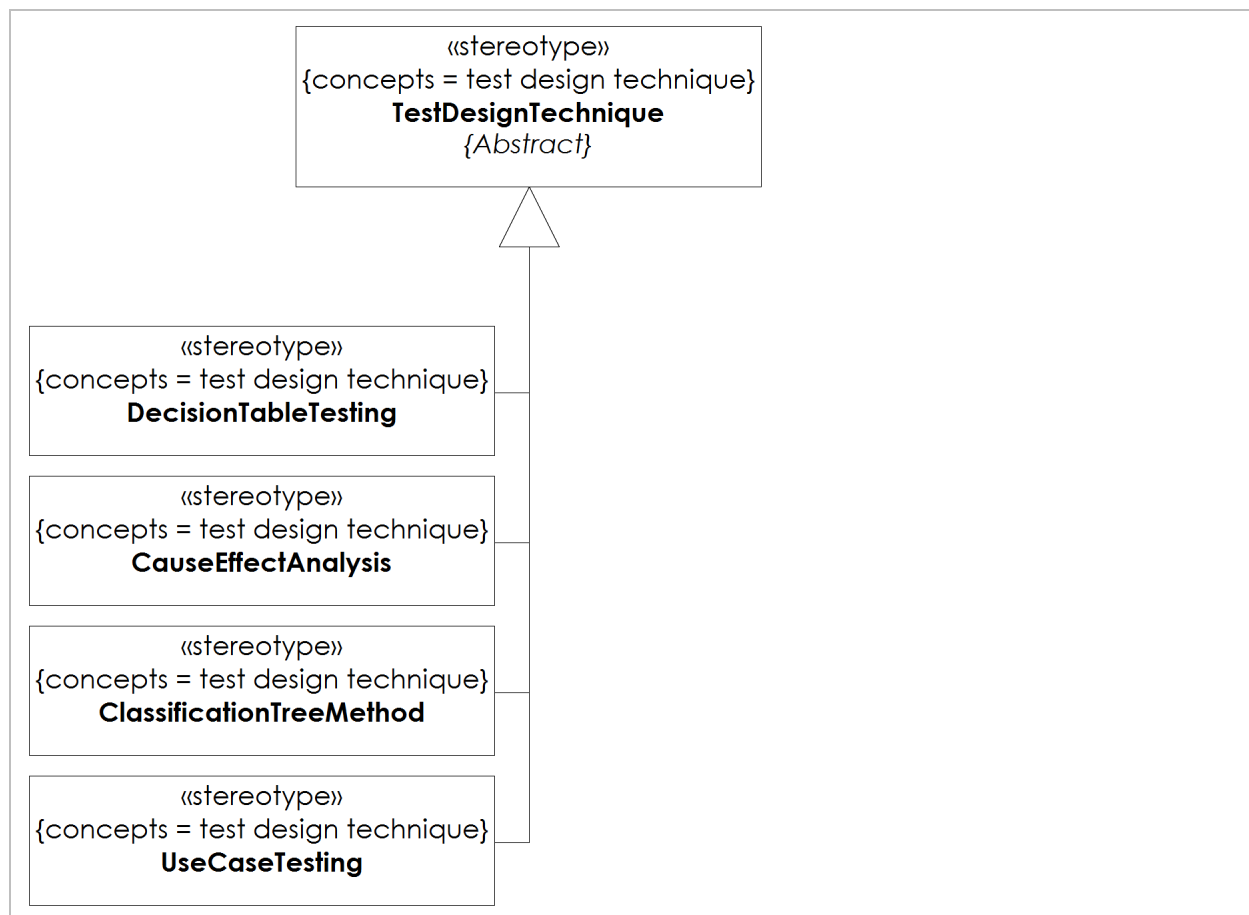 «stereotype»
{concepts = test design technique}
TestDesignTechnique
{Abstract}
«stereotype»
{concepts = test design technique}
DecisionTableTesting
«stereotype»
{concepts = test design technique}
CauseEffectAnalysis
«stereotype»
{concepts = test design technique}
ClassificationTreeMethod
«stereotype»
{concepts = test design technique}
UseCaseTesting